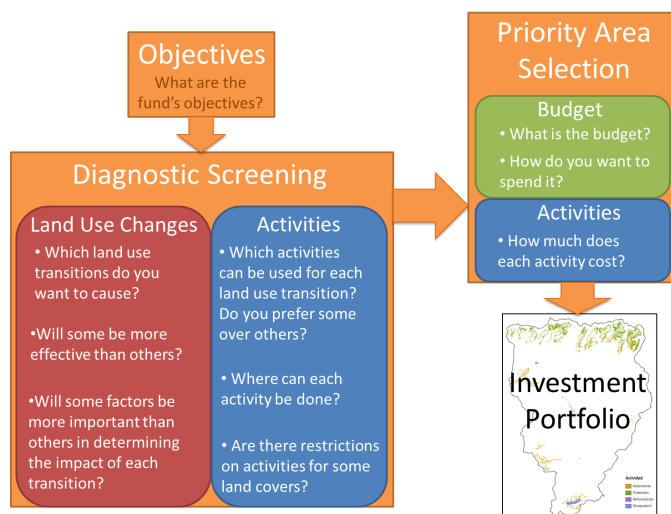 Objectives
What are the
fund's objectives?
Diagnostic Screening
Land Use Changes
• Which land use
transitions do you
want to cause?
•Will some be more
effective than others?
•Will some factors be
more important than
others in determining
the impact of each
transition?
Activities
• Which activities
can be used for each
land use transition?
Do you prefer some
over others?
• Where can each
activity be done?
• Are there restrictions
on activities for some
land covers?
Priority Area
Selection
Budget
• What is the budget?
• How do you want to
spend it?
Activities
• How much does
each activity cost?
Investment
Portfolio
Actividad
Aislamiento
Proteccion
Reforestación